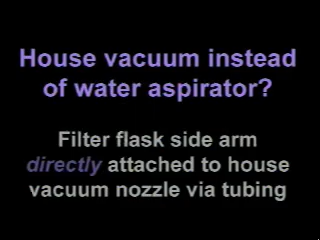 House vacuum instead
of water aspirator?
Filter flask side arm
directly attached to house
vacuum nozzle via tubing